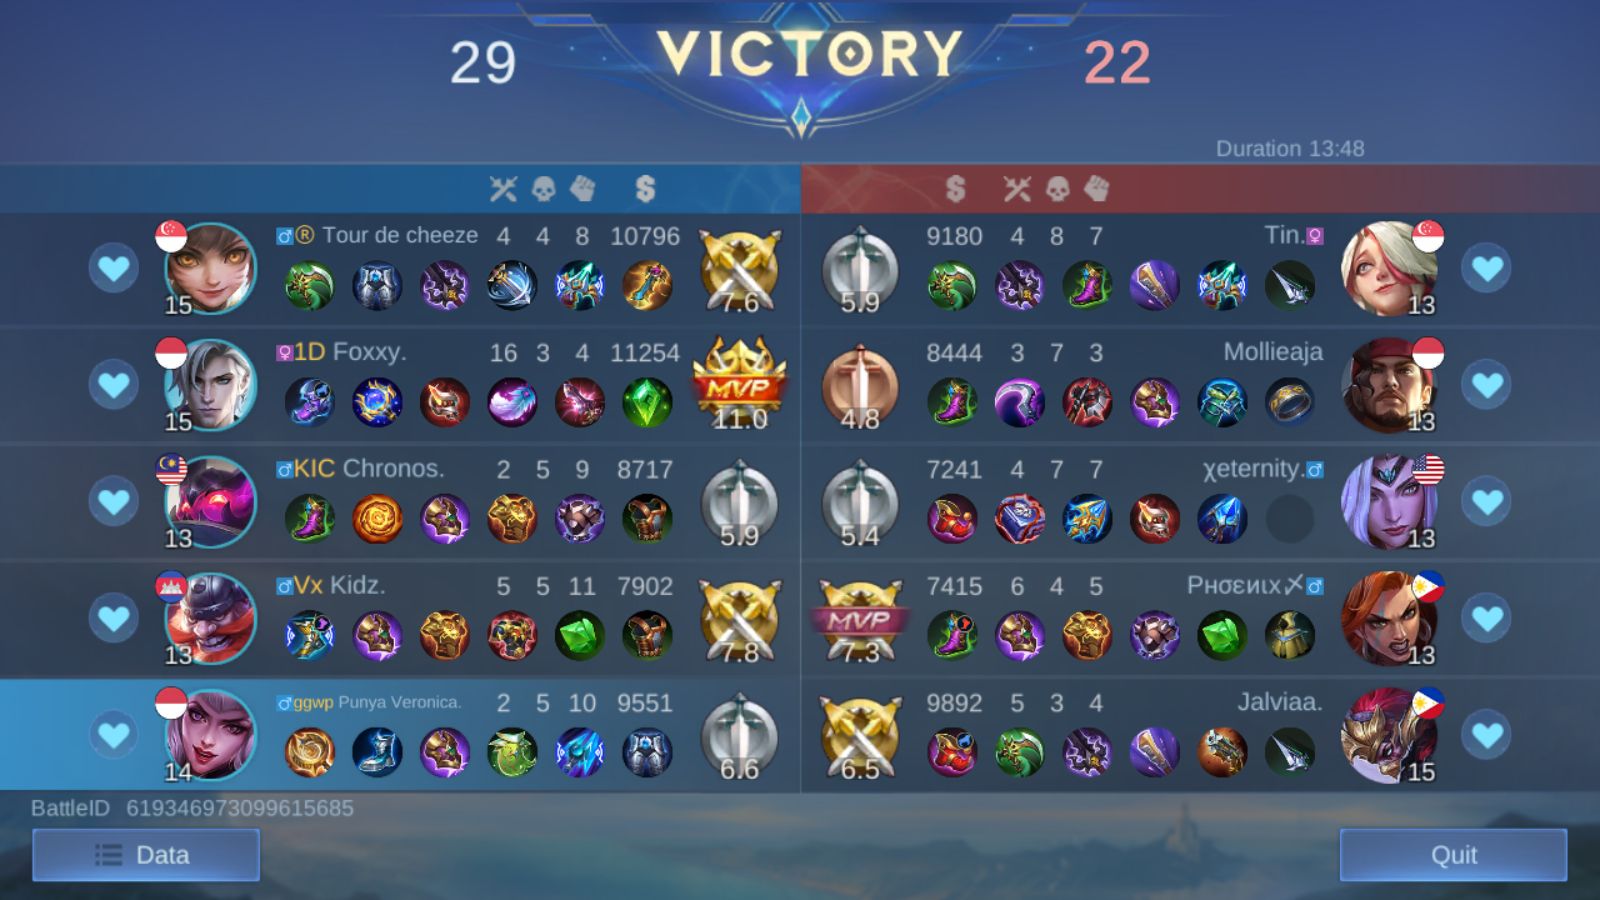 29 VICTORY 22
Duration 13:48
® Tour de cheeze 4 4 8 10796
15 7.6
9180 4 8 7 Tin.
5.9 13
1D Foxxy. 16 3 4 11254
15 MVP 11.0
8444 3 7 3 Mollieaja
4.8 13
KIC Chronos. 2 5 9 8717
13 5.9
7241 4 7 7 χeternity.
5.4 13
Vx Kidz. 5 5 11 7902
13 7.8
7415 6 4 5 Pʜσεиιx〆
MVP 7.3 13
ggwp Punya Veronica. 2 5 10 9551
14 6.6
9892 5 3 4 Jalviaa.
6.5 15
BattleID 619346973099615685
Data
Quit